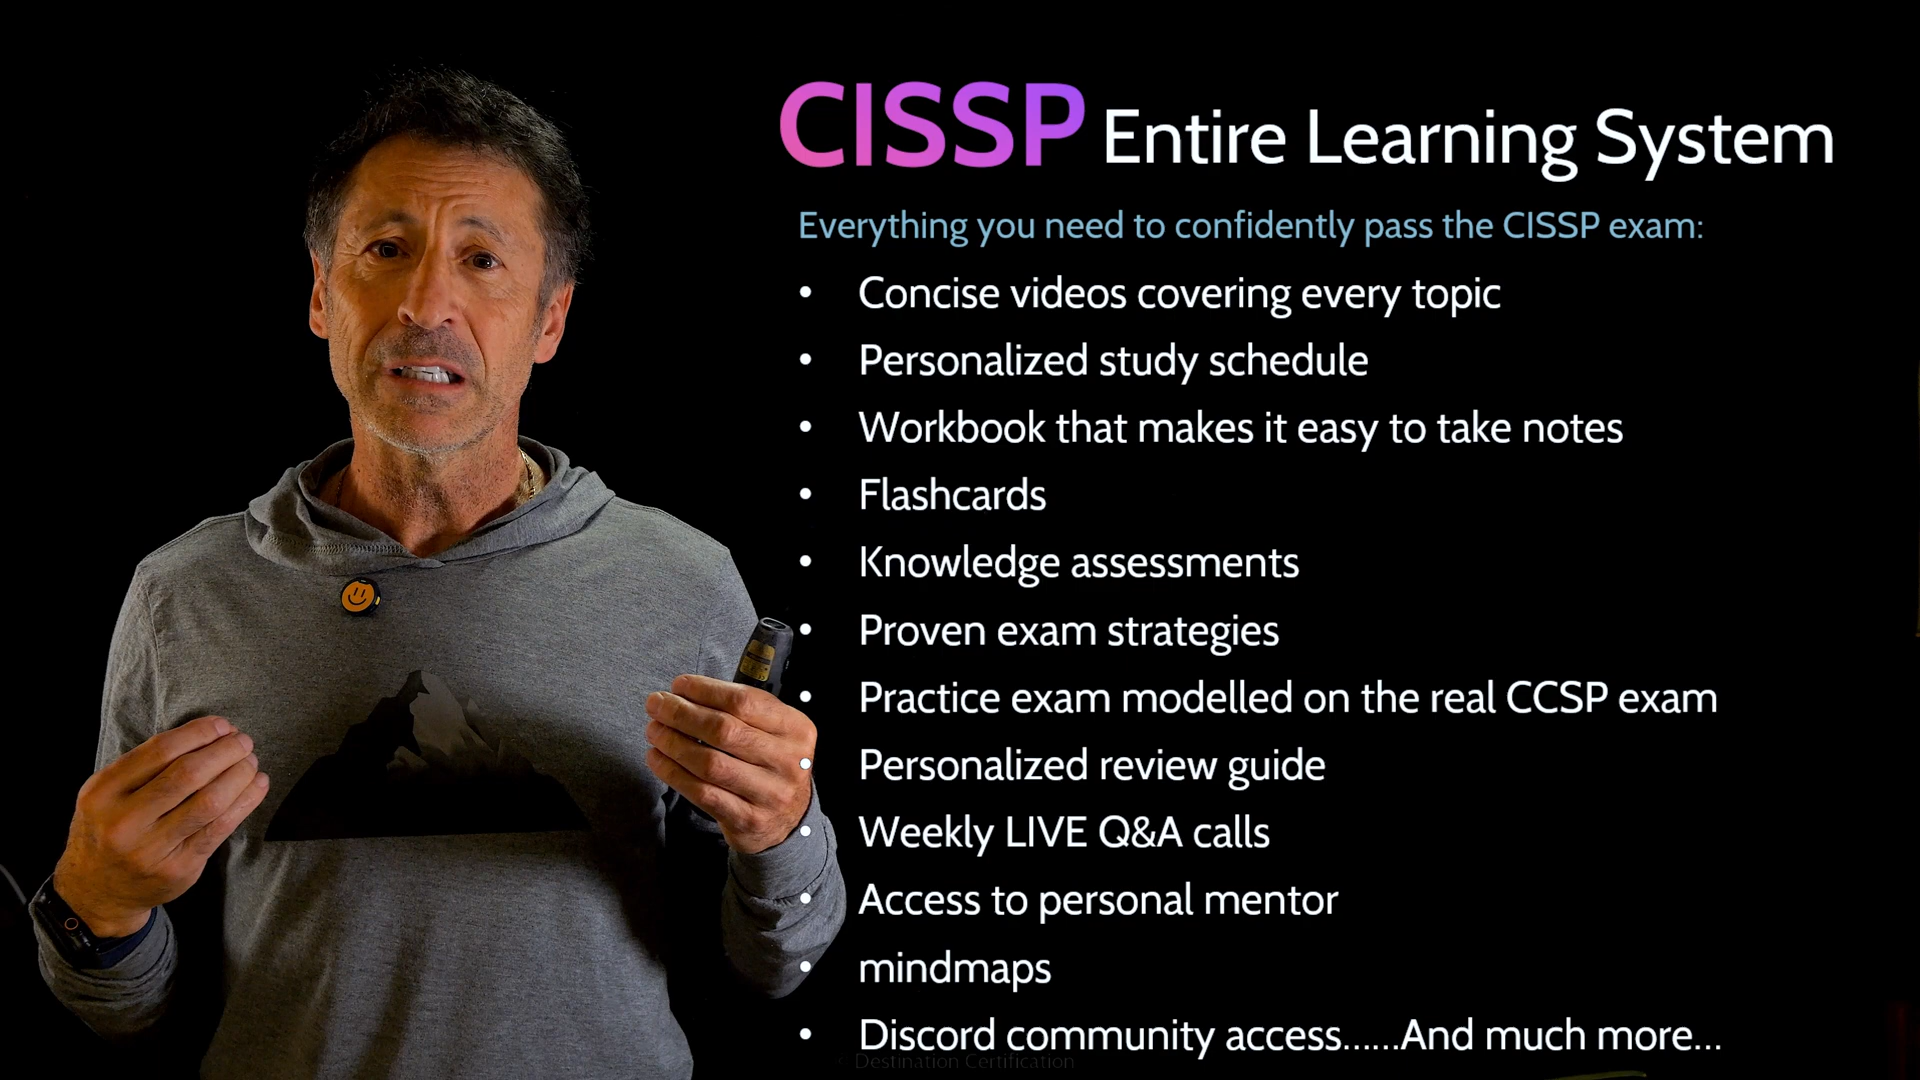 CISSP Entire Learning System
Everything you need to confidently pass the CISSP exam:
• Concise videos covering every topic
• Personalized study schedule
• Workbook that makes it easy to take notes
• Flashcards
• Knowledge assessments
• Proven exam strategies
• Practice exam modelled on the real CCSP exam
• Personalized review guide
• Weekly LIVE Q&A calls
• Access to personal mentor
• mindmaps
• Discord community access......And much more...
Destination Certification